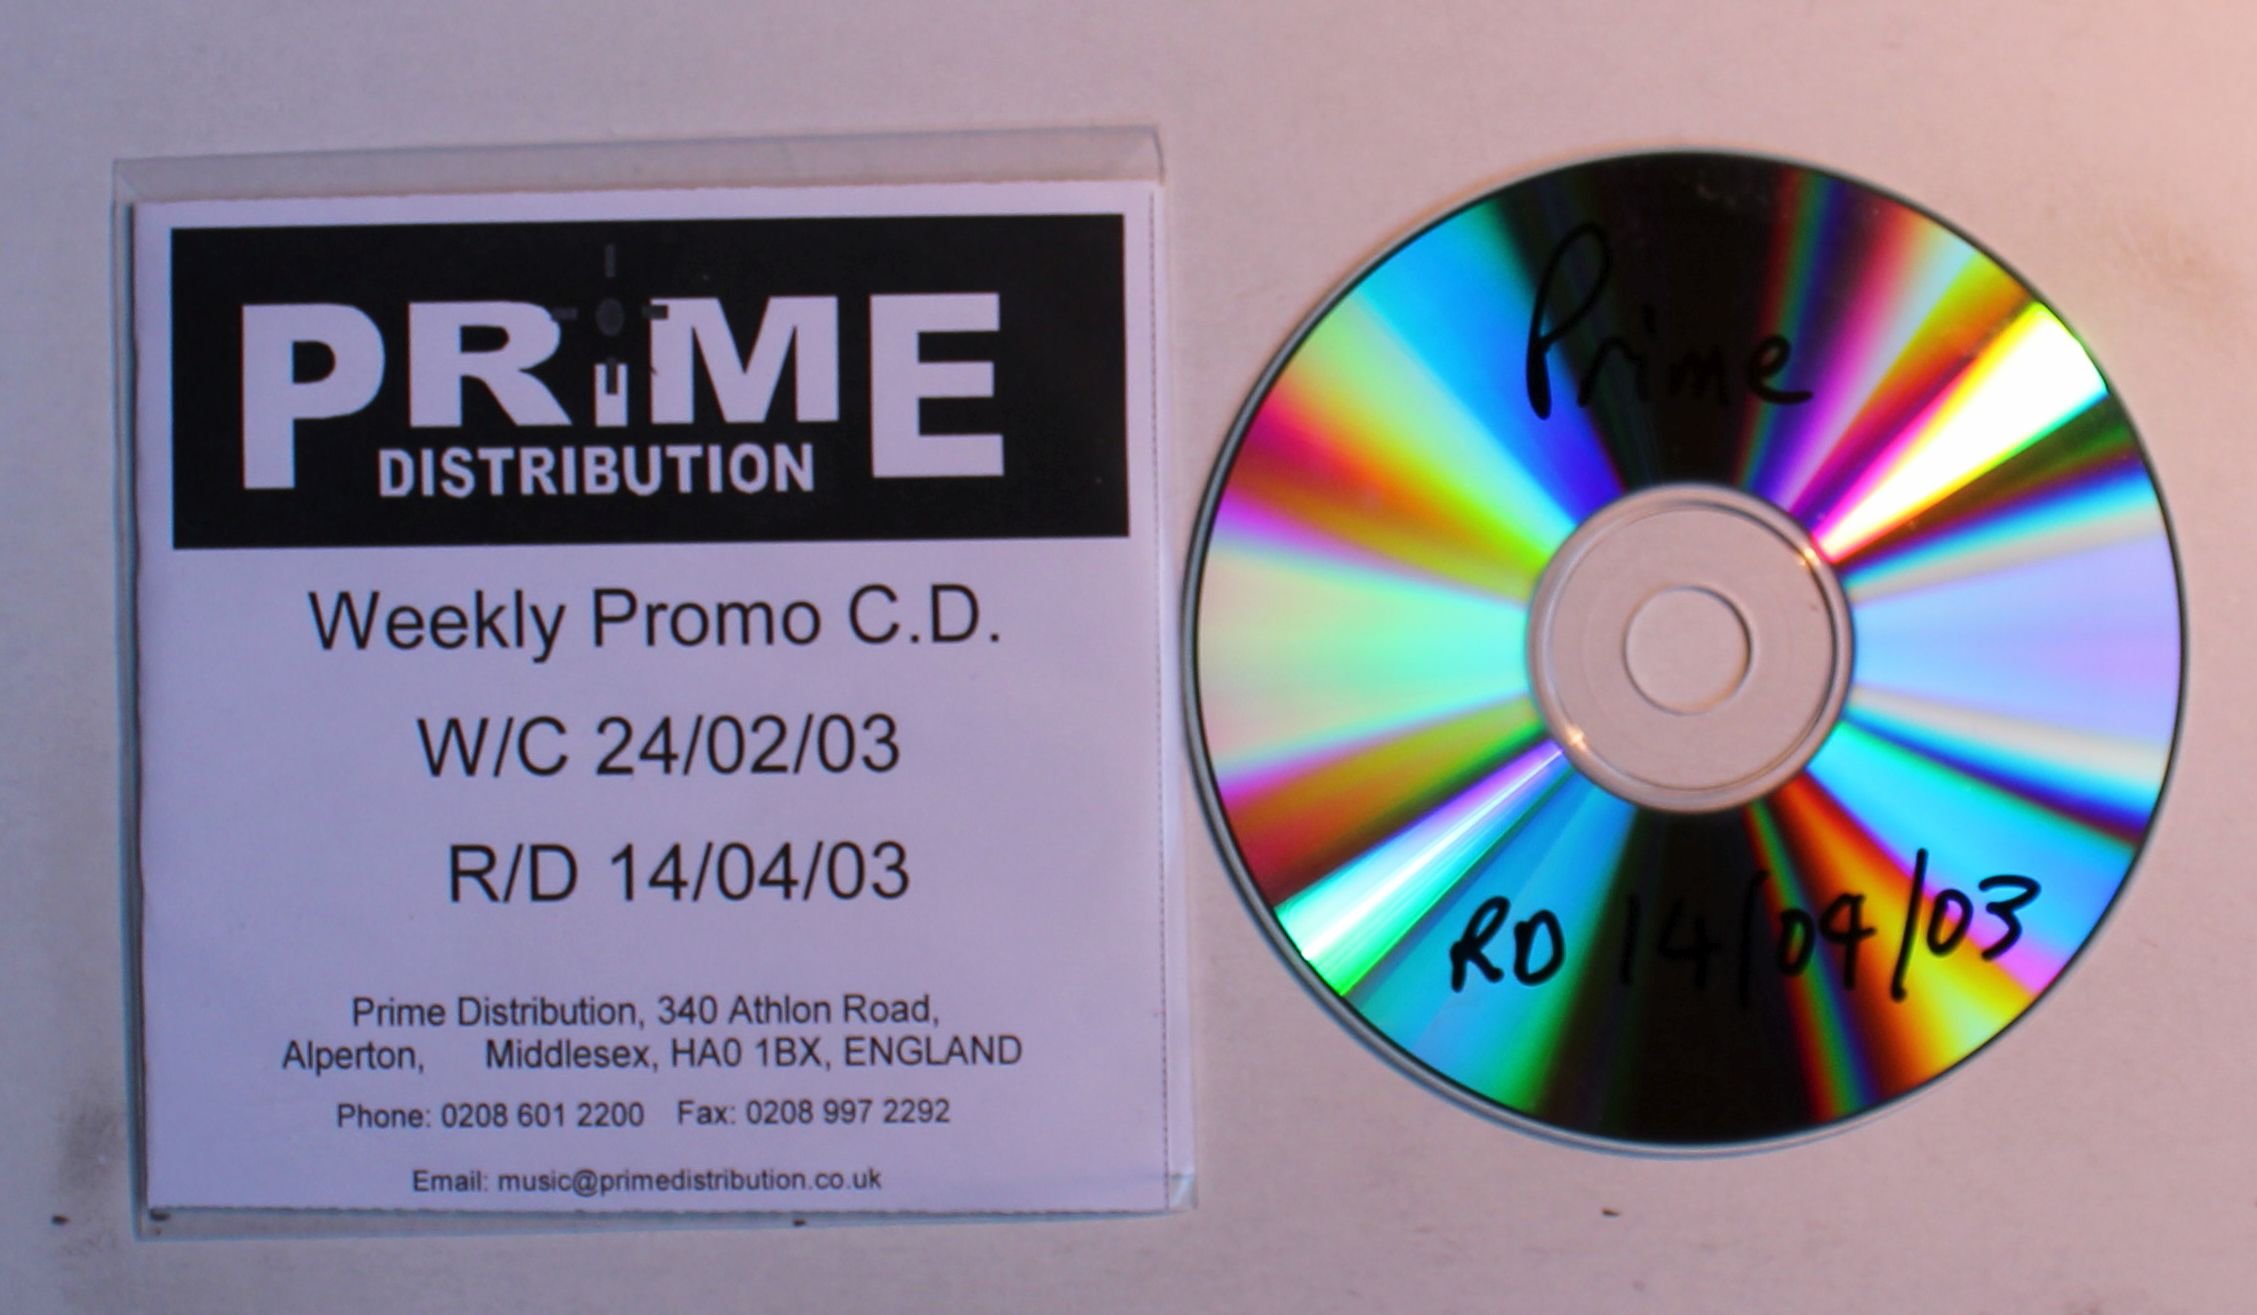 PRiME
DISTRIBUTION
Weekly Promo C.D.
W/C 24/02/03
R/D 14/04/03
Prime Distribution, 340 Athlon Road,
Alperton, Middlesex, HA0 1BX, ENGLAND
Phone: 0208 601 2200 Fax: 0208 997 2292
Email: music@primedistribution.co.uk
Prime
RD 14/04/03